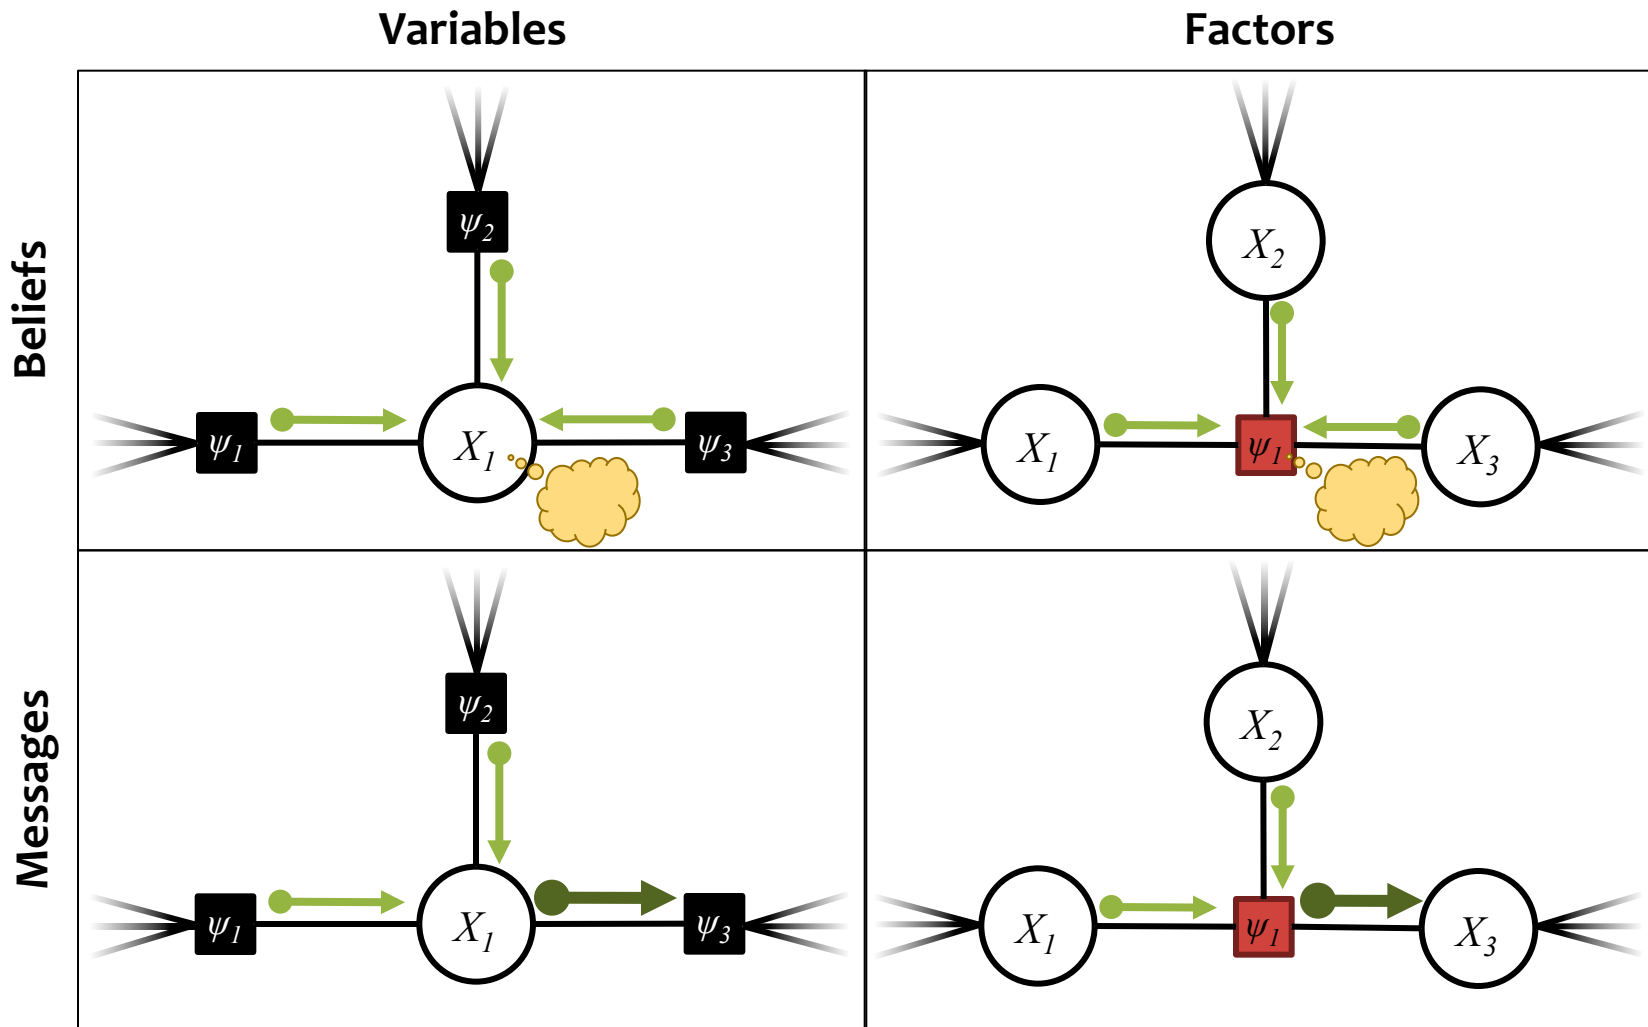 Variables
Factors
Beliefs
ψ2
ψ1
X1
ψ3
X2
X1
ψ1
X3
Messages
ψ2
ψ1
X1
ψ3
X2
X1
ψ1
X3